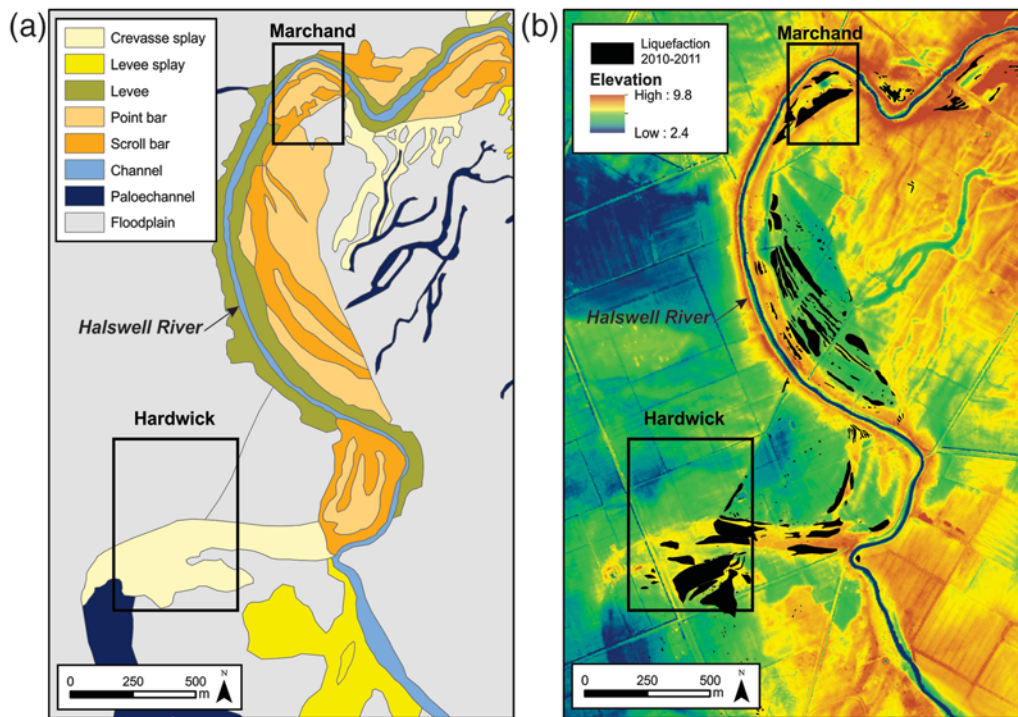 (a)
Crevasse splay
Levee splay
Levee
Point bar
Scroll bar
Channel
Paloechannel
Floodplain
Marchand
Halswell River
Hardwick
N
0 250 500
m
(b)
Liquefaction
2010-2011
Elevation
High : 9.8
Low : 2.4
Marchand
Halswell River
Hardwick
N
0 250 500
m